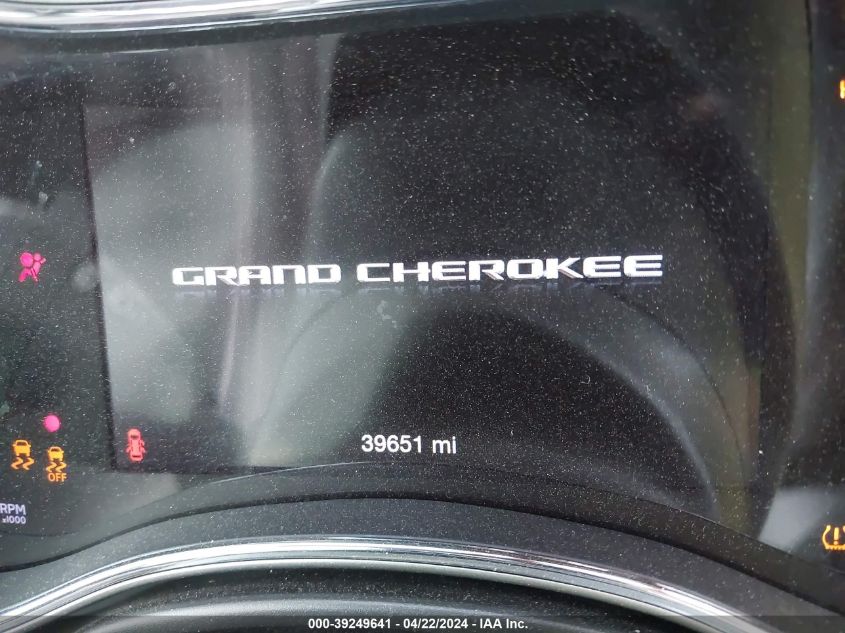 GRAND CHEROKEE
39651 mi
OFF
RPM
x1000
000-39249641 - 04/22/2024 - IAA Inc.